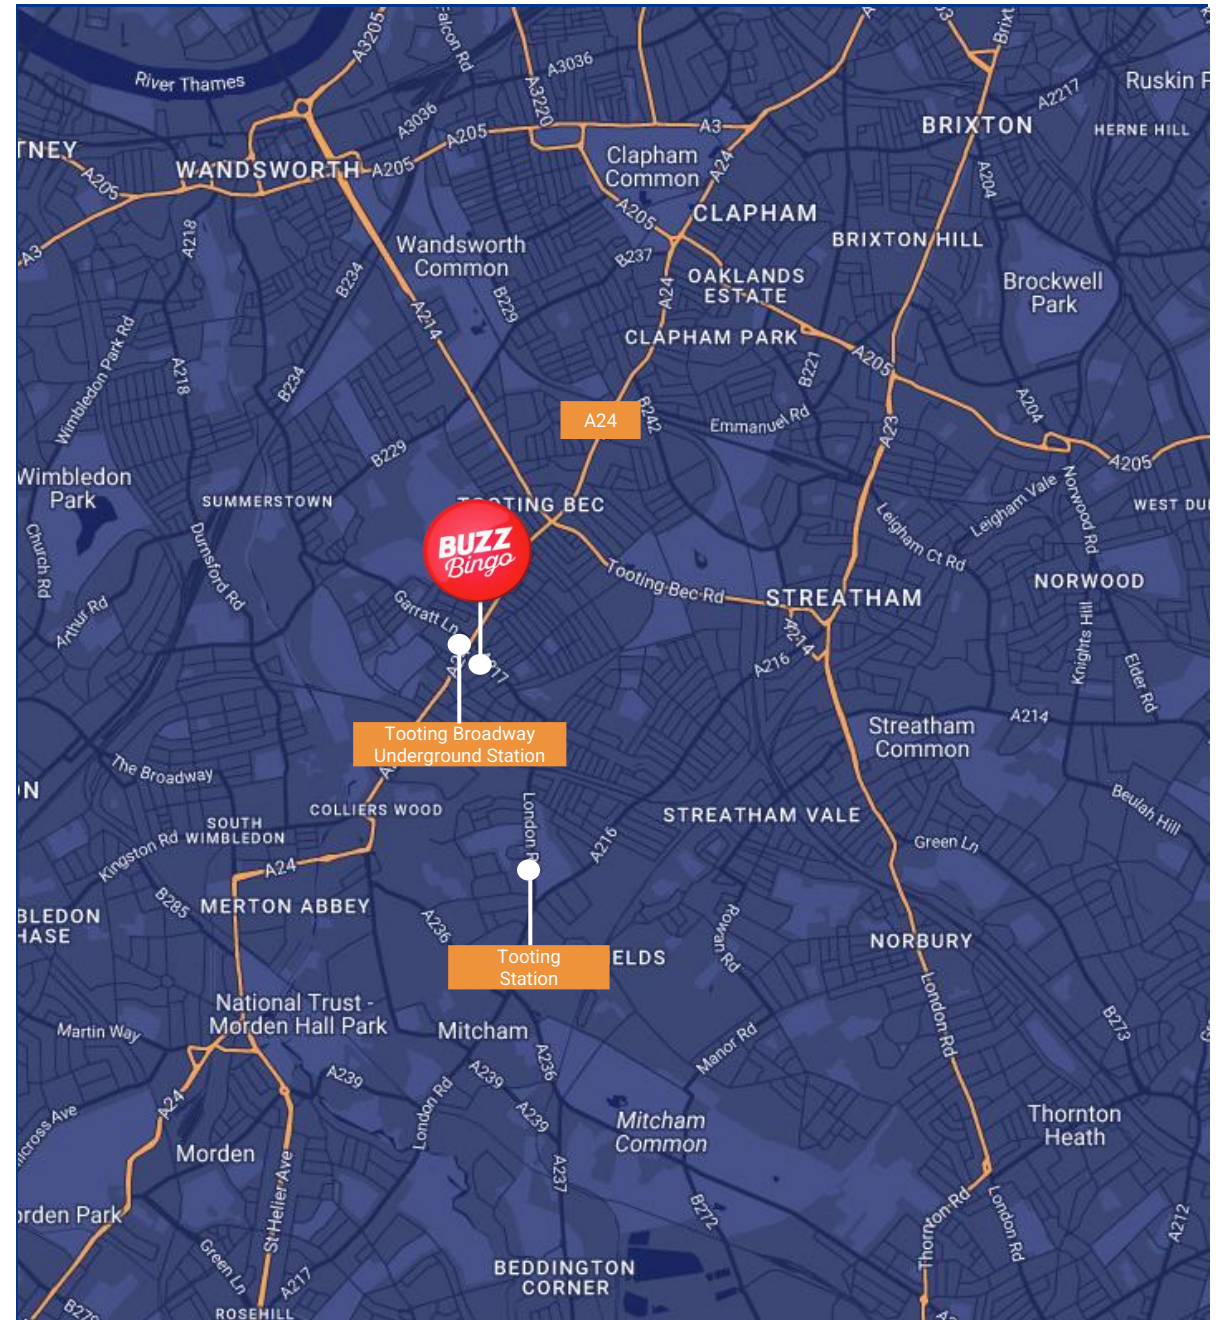 A3205
Falcon Rd
A3036
A3220
River Thames
A3036
A205
A3
Brixt
A2217
Ruskin P
BRIXTON
HERNE HILL
TNEY
WANDSWORTH
A205
A205
Clapham
Common
A24
A204
A205
CLAPHAM
A218
A3
Wandsworth
Common
B234
B237
BRIXTON HILL
OAKLANDS
ESTATE
A24
B229
Brockwell
Park
A214
CLAPHAM PARK
Wimbledon Park Rd
A218
B234
B221
A205
A204
A24
B242
Emmanuel Rd
A23
B229
A205
Wimbledon
Park
SUMMERSTOWN
TOOTING BEC
Leigham Vale
Norwood Rd
WEST DU
Church Rd
Durnsford Rd
BUZZ
Bingo
Leigham Ct Rd
Arthur Rd
Garratt Ln
Tooting Bec Rd
STREATHAM
NORWOOD
A214
A216
Knights Hill
Elder Rd
Tooting Broadway
Underground Station
Streatham
Common
A214
The Broadway
ON
COLLIERS WOOD
London R
STREATHAM VALE
Beulah Hill
SOUTH
WIMBLEDON
Kingston Rd
A216
Green Ln
A24
B285
MERTON ABBEY
A236
Rowan Rd
BLEDON
HASE
NORBURY
Tooting
Station
ELDS
London Rd
National Trust -
Morden Hall Park
Martin Way
Mitcham
Manor Rd
B273
A236
A239
A239
A239
London Rd
A24
Mitcham
Common
Thornton
Heath
Morden
A237
St Helier Ave
B272
Thornton Rd
London Rd
A212
orden Park
Green Ln
A217
BEDDINGTON
CORNER
ROSEHILL